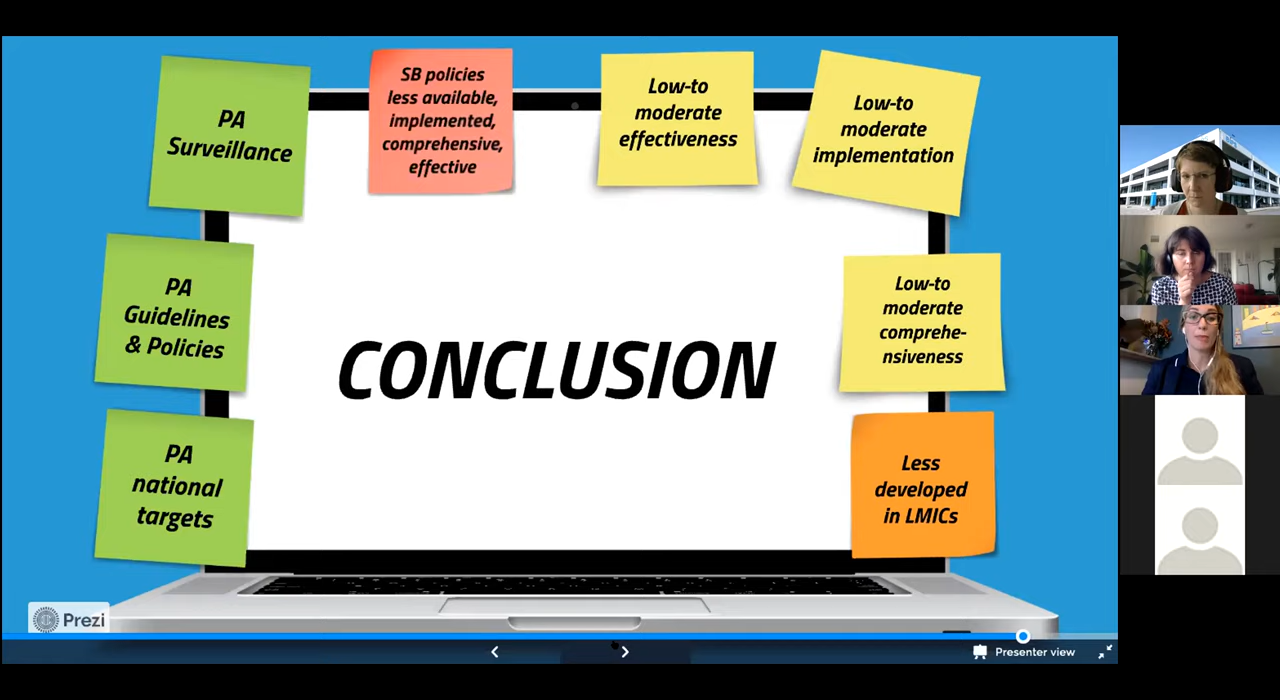 PA
Surveillance
SB policies
less available,
implemented,
comprehensive,
effective
Low-to
moderate
effectiveness
Low-to
moderate
implementation
PA
Guidelines
& Policies
Low-to
moderate
comprehe-
nsiveness
CONCLUSION
PA
national
targets
Less
developed
in LMICs
Prezi
Presenter view